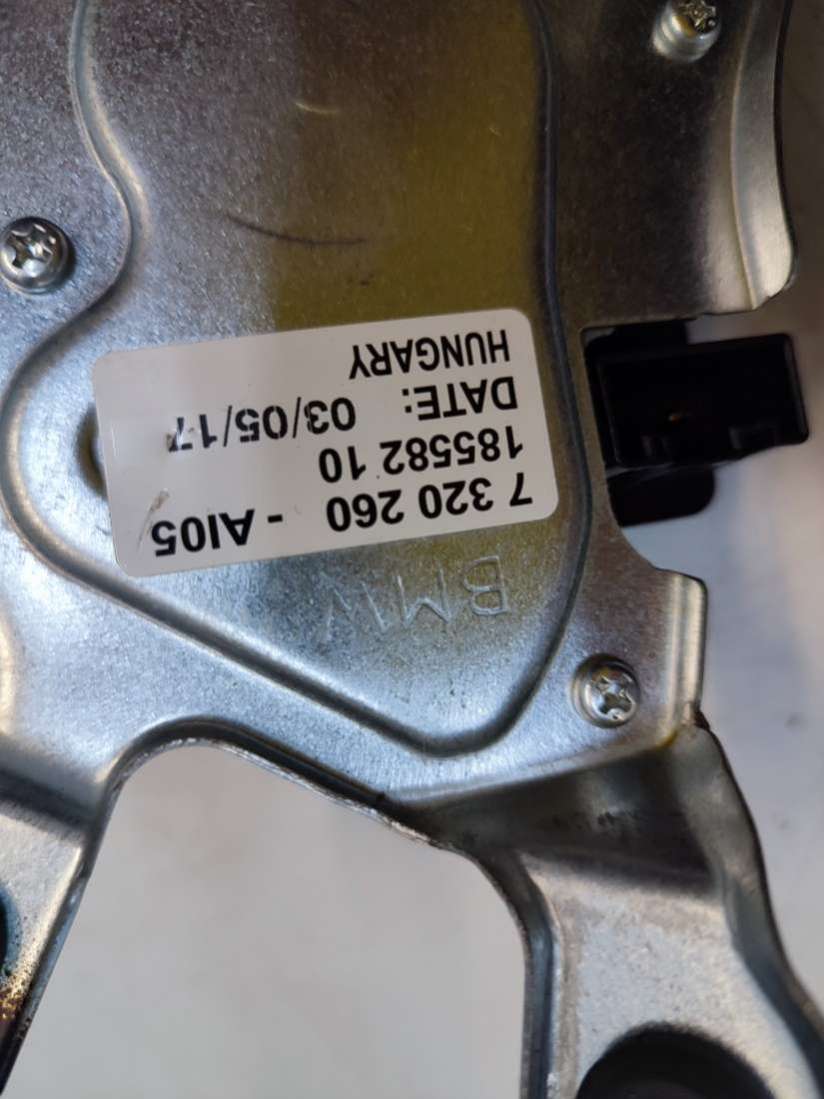 BMW
7 320 260 - AI05
185582 10
DATE: 03/05/17
HUNGARY